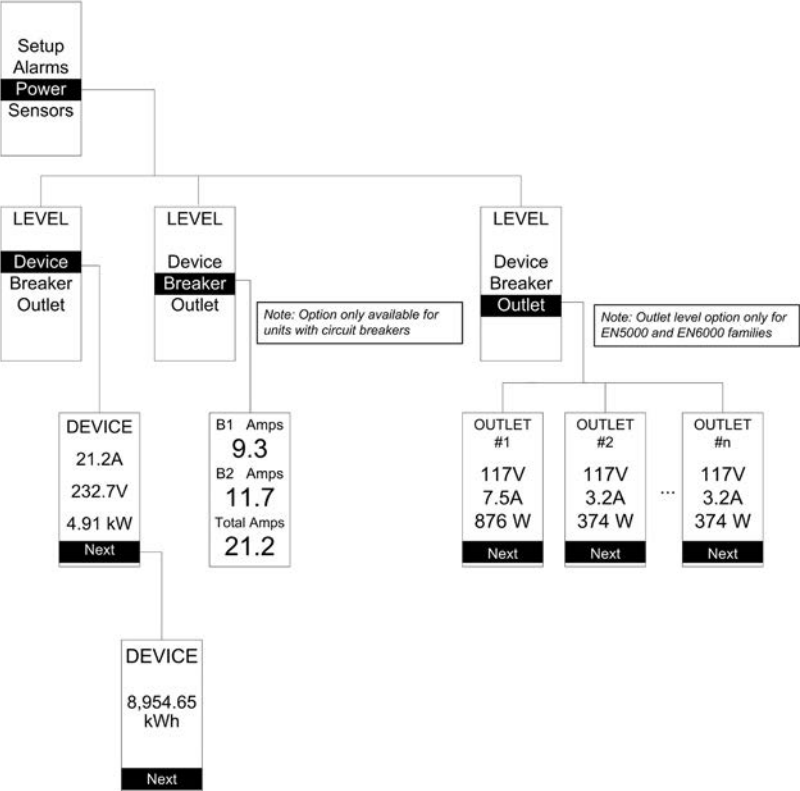 Setup
Alarms
Power
Sensors
LEVEL
Device
Breaker
Outlet
LEVEL
Device
Breaker
Outlet
Note: Option only available for
units with circuit breakers
LEVEL
Device
Breaker
Outlet
Note: Outlet level option only for
EN5000 and EN6000 families
DEVICE
21.2A
232.7V
4.91 kW
Next
B1 Amps
9.3
B2 Amps
11.7
Total Amps
21.2
OUTLET
#1
117V
7.5A
876 W
Next
OUTLET
#2
117V
3.2A
374 W
Next
...
OUTLET
#n
117V
3.2A
374 W
Next
DEVICE
8,954.65
kWh
Next